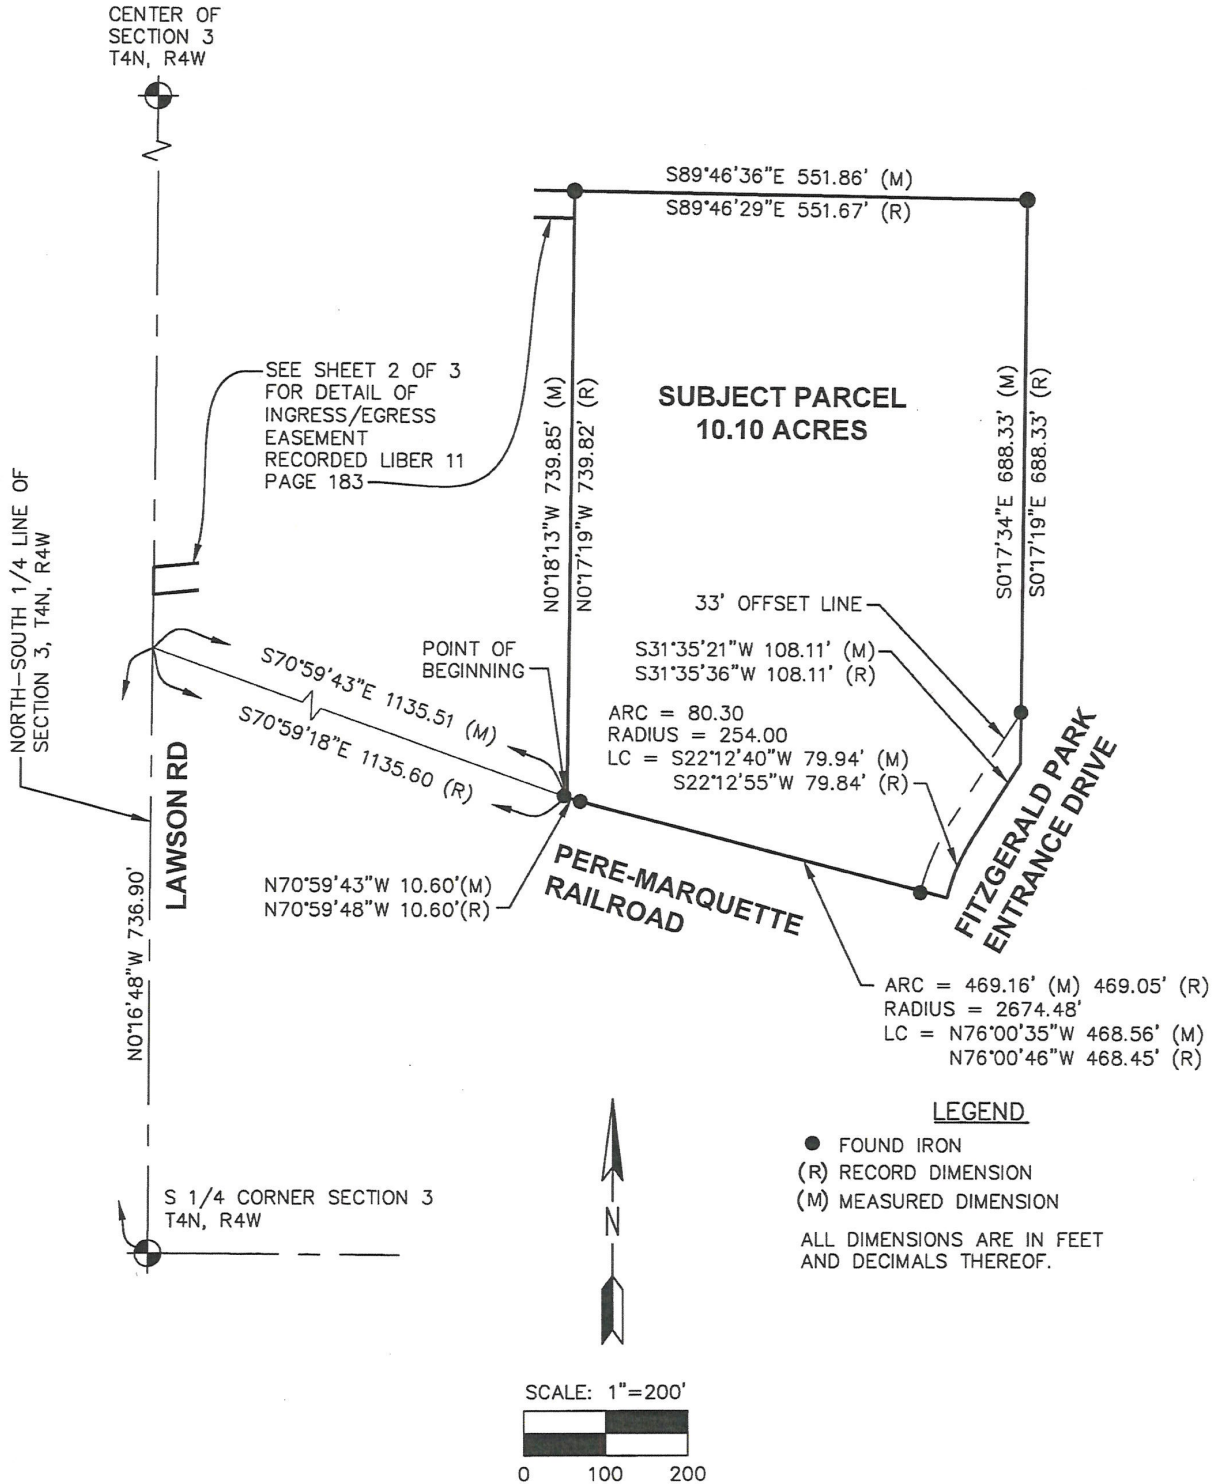 CENTER OF
SECTION 3
T4N, R4W
S89°46'36"E 551.86' (M)
S89°46'29"E 551.67' (R)
SEE SHEET 2 OF 3
FOR DETAIL OF
INGRESS/EGRESS
EASEMENT
RECORDED LIBER 11
PAGE 183
N0°18'13"W 739.85' (M)
N0°17'19"W 739.82' (R)
SUBJECT PARCEL
10.10 ACRES
S0°17'34"E 688.33' (M)
S0°17'19"E 688.33' (R)
NORTH-SOUTH 1/4 LINE OF
SECTION 3, T4N, R4W
33' OFFSET LINE
S31°35'21"W 108.11' (M)
S31°35'36"W 108.11' (R)
POINT OF
BEGINNING
S70°59'43"E 1135.51 (M)
S70°59'18"E 1135.60 (R)
ARC = 80.30
RADIUS = 254.00
LC = S22°12'40"W 79.94' (M)
S22°12'55"W 79.84' (R)
LAWSON RD
N0°16'48"W 736.90'
N70°59'43"W 10.60'(M)
N70°59'48"W 10.60'(R)
PERE-MARQUETTE
RAILROAD
FITZGERALD PARK
ENTRANCE DRIVE
ARC = 469.16' (M) 469.05' (R)
RADIUS = 2674.48'
LC = N76°00'35"W 468.56' (M)
N76°00'46"W 468.45' (R)
LEGEND
FOUND IRON
(R) RECORD DIMENSION
(M) MEASURED DIMENSION
ALL DIMENSIONS ARE IN FEET
AND DECIMALS THEREOF.
S 1/4 CORNER SECTION 3
T4N, R4W
N
SCALE: 1"=200'
0 100 200